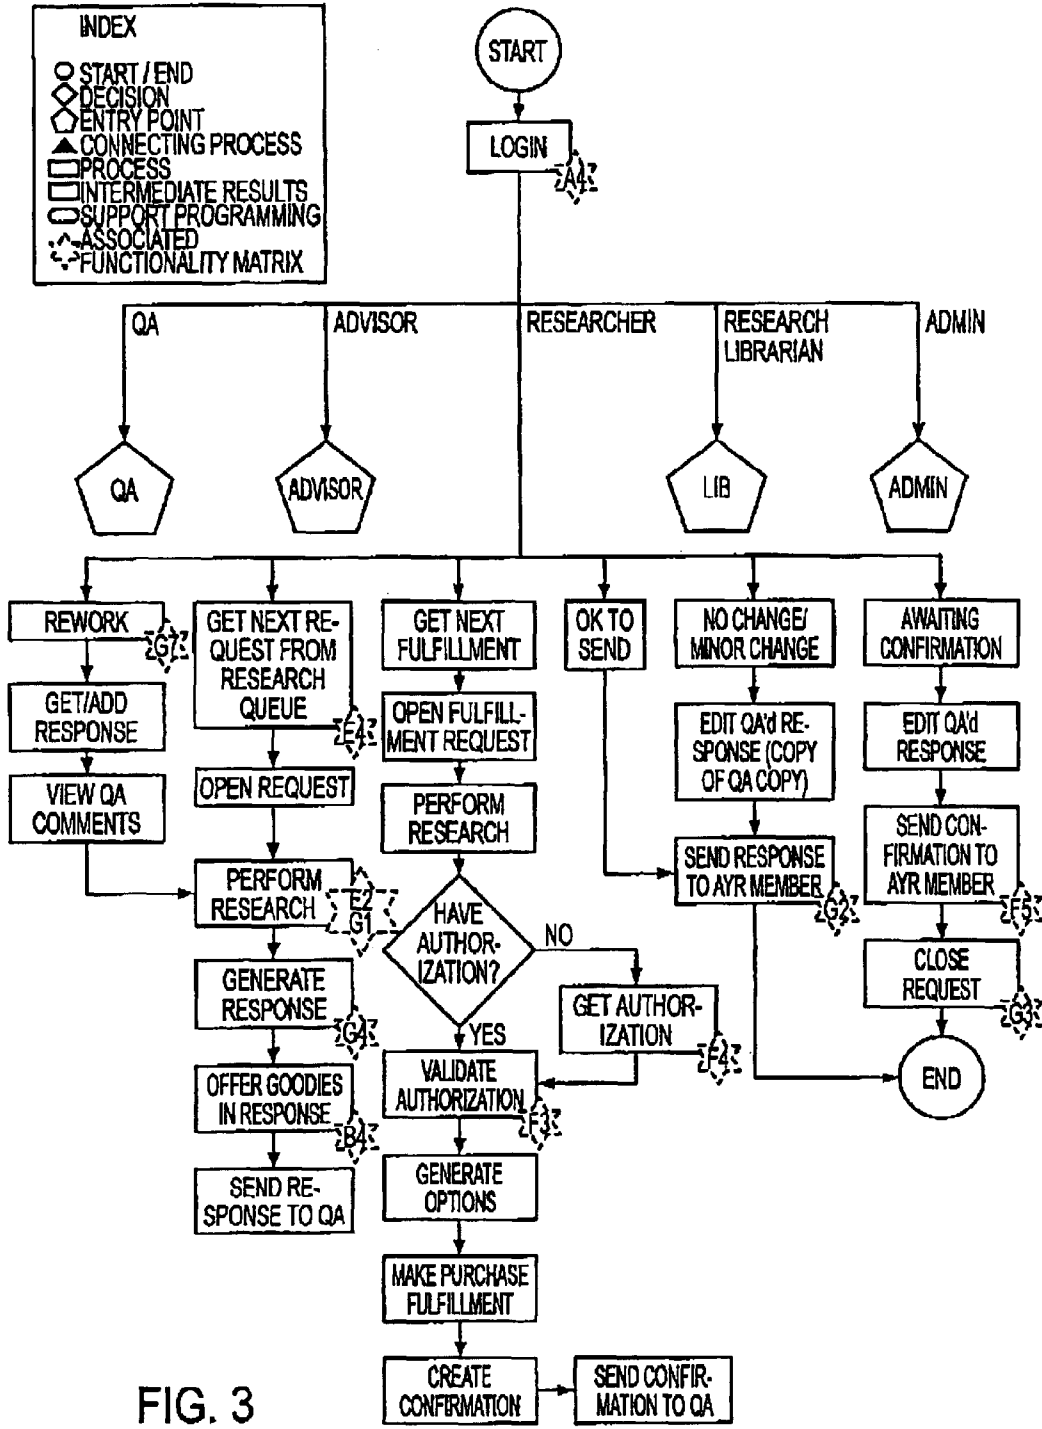 INDEX
START / END
DECISION
ENTRY POINT
CONNECTING PROCESS
PROCESS
INTERMEDIATE RESULTS
SUPPORT PROGRAMMING
ASSOCIATED
FUNCTIONALITY MATRIX
START
LOGIN
A4
QA
ADVISOR
RESEARCHER
RESEARCH
LIBRARIAN
ADMIN
QA
ADVISOR
LIB
ADMIN
REWORK
G1
GET/ADD
RESPONSE
VIEW QA
COMMENTS
GET NEXT RE-
QUEST FROM
RESEARCH
QUEUE
E4
OPEN REQUEST
PERFORM
RESEARCH
E2
G1
GENERATE
RESPONSE
G4
OFFER GOODIES
IN RESPONSE
B4
SEND RE-
SPONSE TO QA
GET NEXT
FULFILLMENT
OPEN FULFILL-
MENT REQUEST
PERFORM
RESEARCH
HAVE
AUTHOR-
IZATION?
NO
YES
GET AUTHOR-
IZATION
F4
VALIDATE
AUTHORIZATION
F3
GENERATE
OPTIONS
MAKE PURCHASE
FULFILLMENT
CREATE
CONFIRMATION
SEND CONFIR-
MATION TO QA
OK TO
SEND
NO CHANGE/
MINOR CHANGE
EDIT QA'd RE-
SPONSE (COPY
OF QA COPY)
SEND RESPONSE
TO AYR MEMBER
G2
AWAITING
CONFIRMATION
EDIT QA'd
RESPONSE
SEND CON-
FIRMATION TO
AYR MEMBER
F5
CLOSE
REQUEST
G3
END
FIG. 3